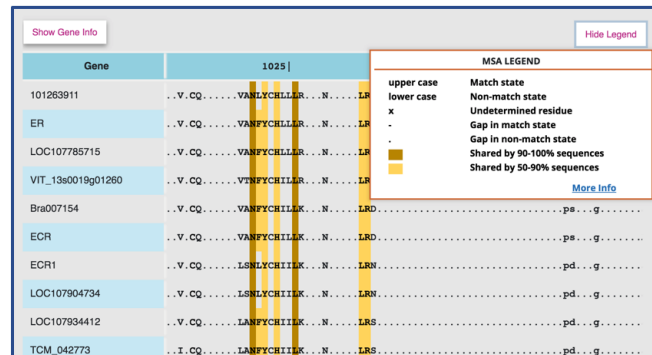 Show Gene Info
Hide Legend
Gene 1025|
MSA LEGEND
upper case Match state
lower case Non-match state
x Undetermined residue
- Gap in match state
. Gap in non-match state
Shared by 90-100% sequences
Shared by 50-90% sequences
More Info
101263911 ..V.CQ......VANLYCHLLLR...N.....LR
ER ..V.CQ......VANFYCHLLLR...N.....LR
LOC107785715 ..V.CQ......VANFYCHLLLR...N.....LR
VIT_13s0019g01260 ..V.CQ......VTNFYCHILLR...N.....LR
Bra007154 ..V.CQ......VANFYCHILLK...N.....LRD.............................ps...g.......
ECR ..V.CQ......VANFYCHILLK...N.....LRD.............................ps...g.......
ECR1 ..V.CQ......LSNLYCHIILK...N.....LRN.............................pd...g.......
LOC107904734 ..V.CQ......LSNLYCHIILK...N.....LRN.............................pd...g.......
LOC107934412 ..V.CQ......LANFYCHIILK...N.....LRS.............................pd...g.......
TCM_042773 ..I.CQ......LANFYCHIILK...N.....LRS.............................pd...g.......